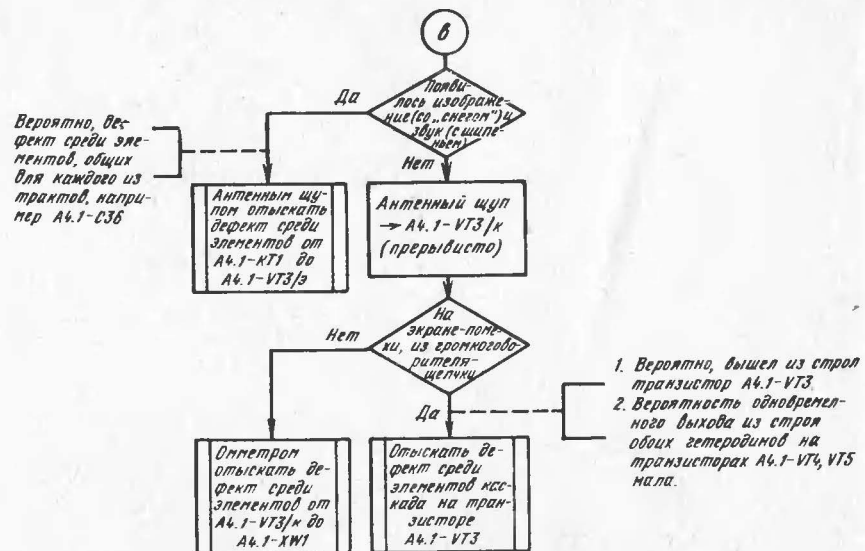 в
Появи-
лось изображе-
ние (со „снегом") и
звук (с шипе-
ньем)
Да
Нет
Вероятно, де-
фект среди эле-
ментов, общих
для каждого из
трактов, напри-
мер А4.1-С36
Антенным щу-
пом отыскать
дефект среди
элементов от
А4.1-КТ1 до
А4.1-VT3/э
Антенный щуп
→ А4.1-VT3/к
(прерывисто)
На
экране-поме-
хи, из громкогово-
рителя-
щелчки
Нет
Да
1. Вероятно, вышел из строя
транзистор А4.1-VT3.
2. Вероятность одновремен-
ного выхода из строя
обоих гетеродинов на
транзисторах А4.1-VT4, VT5
мала.
Омметром
отыскать де-
фект среди
элементов от
А4.1-VT3/к до
А4.1-XW1
Отыскать де-
фект среди
элементов кас-
када на тран-
зисторе
А4.1-VT3